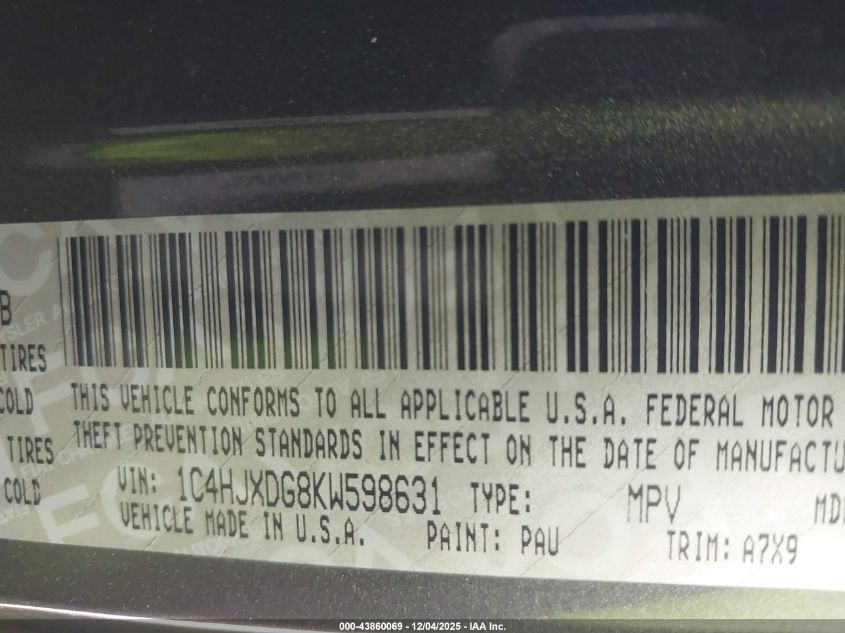 B
TIRES
COLD
TIRES
COLD
THIS VEHICLE CONFORMS TO ALL APPLICABLE U.S.A. FEDERAL MOTOR
THEFT PREVENTION STANDARDS IN EFFECT ON THE DATE OF MANUFACTU
VIN: 1C4HJXDG8KW598631 TYPE: MPV MD
VEHICLE MADE IN U.S.A. PAINT: PAU TRIM: A7X9
000-43860069 - 12/04/2025 - IAA Inc.